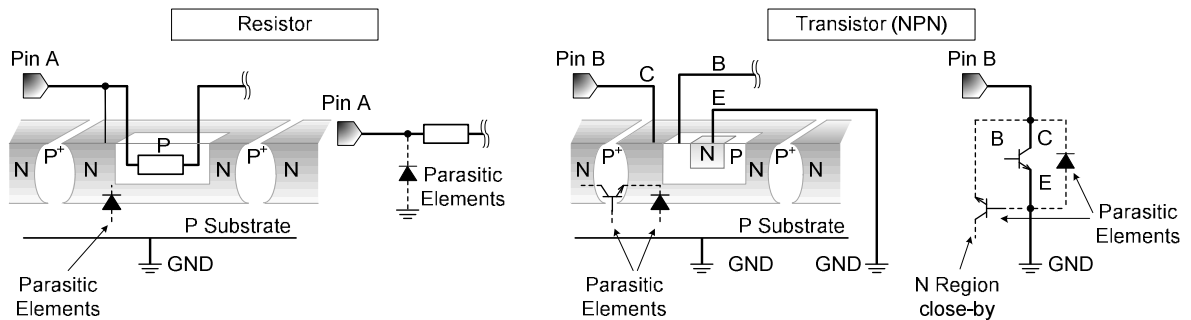 Resistor
Transistor (NPN)
Pin A
Pin A
N
P+
N
P
N
P+
N
Parasitic
Elements
P Substrate
GND
Parasitic
Elements
Pin B
C
B
E
N
P+
N
N
P
N
P+
N
P Substrate
GND
GND
Parasitic
Elements
Pin B
B
C
E
Parasitic
Elements
GND
N Region
close-by